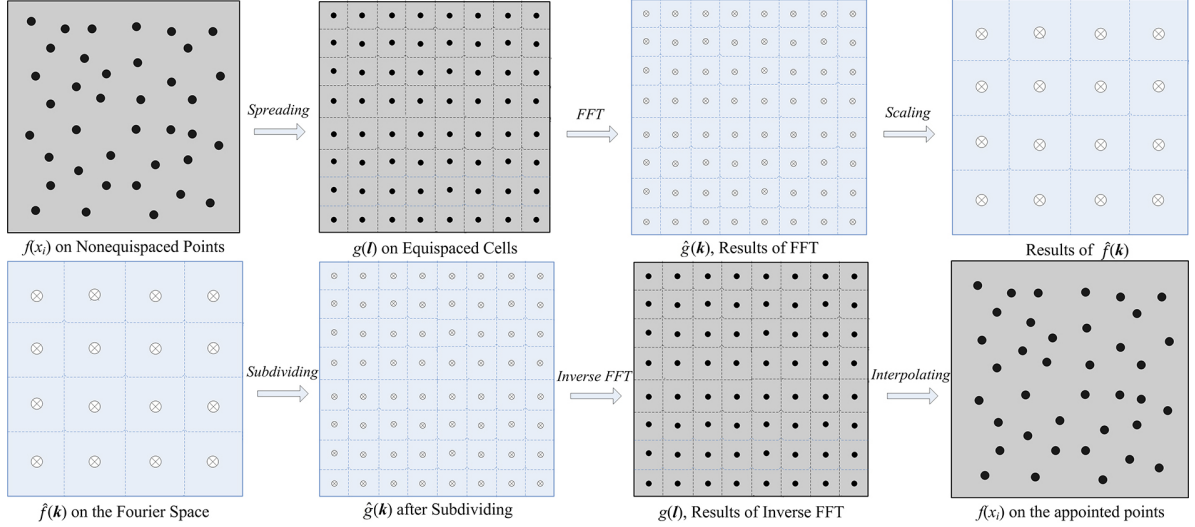 Spreading
FFT
Scaling
f(xᵢ) on Nonequispaced Points
g(l) on Equispaced Cells
ĝ(k), Results of FFT
Results of f̂(k)
Subdividing
Inverse FFT
Interpolating
f̂(k) on the Fourier Space
ĝ(k) after Subdividing
g(l), Results of Inverse FFT
f(xᵢ) on the appointed points